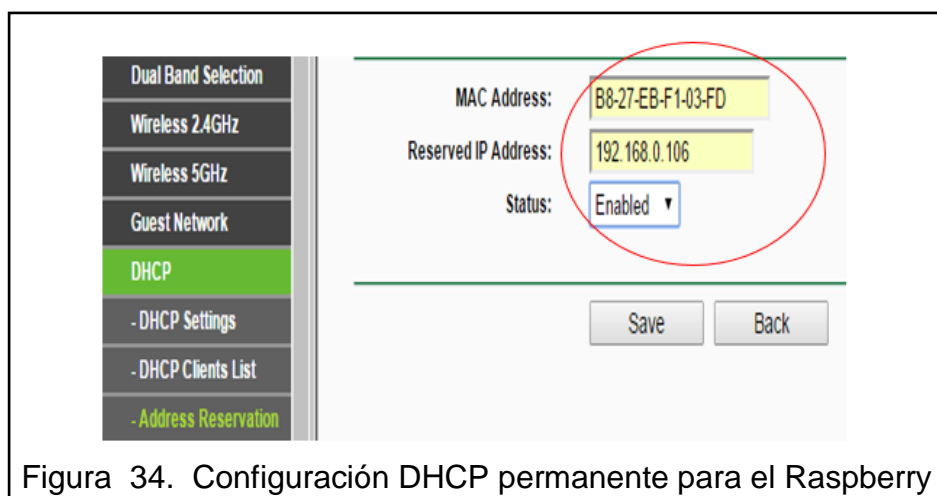 Dual Band Selection
Wireless 2.4GHz
Wireless 5GHz
Guest Network
DHCP
- DHCP Settings
- DHCP Clients List
- Address Reservation
MAC Address: B8-27-EB-F1-03-FD
Reserved IP Address: 192.168.0.106
Status: Enabled
Save Back
Figura 34. Configuración DHCP permanente para el Raspberry